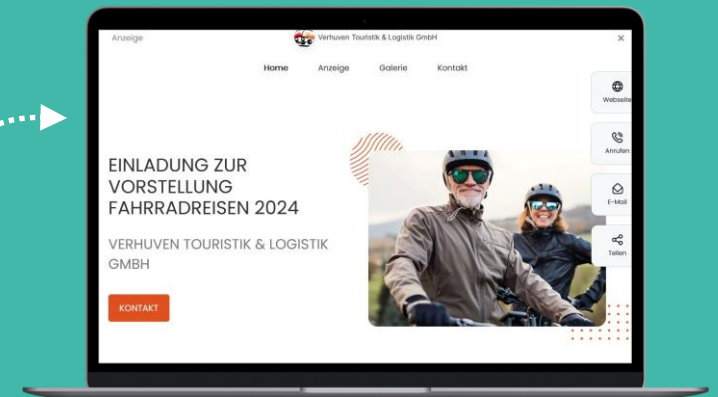 Anzeige
Verhuven Touristik & Logistik GmbH
Home Anzeige Galerie Kontakt
Webseite
Anrufen
E-Mail
Teilen
EINLADUNG ZUR
VORSTELLUNG
FAHRRADREISEN 2024
VERHUVEN TOURISTIK & LOGISTIK
GMBH
KONTAKT